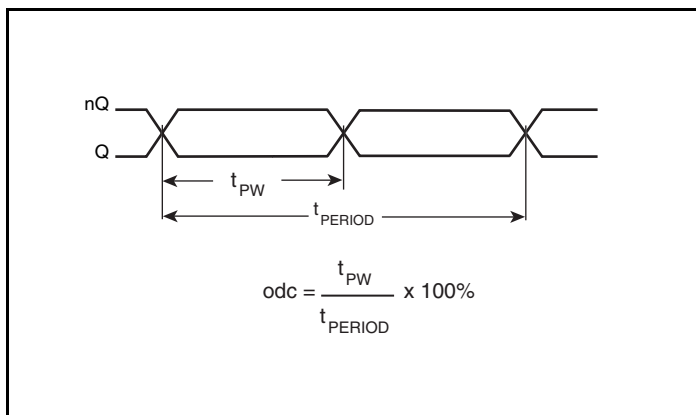 nQ
Q
tPW
tPERIOD
odc = tPW / tPERIOD x 100%